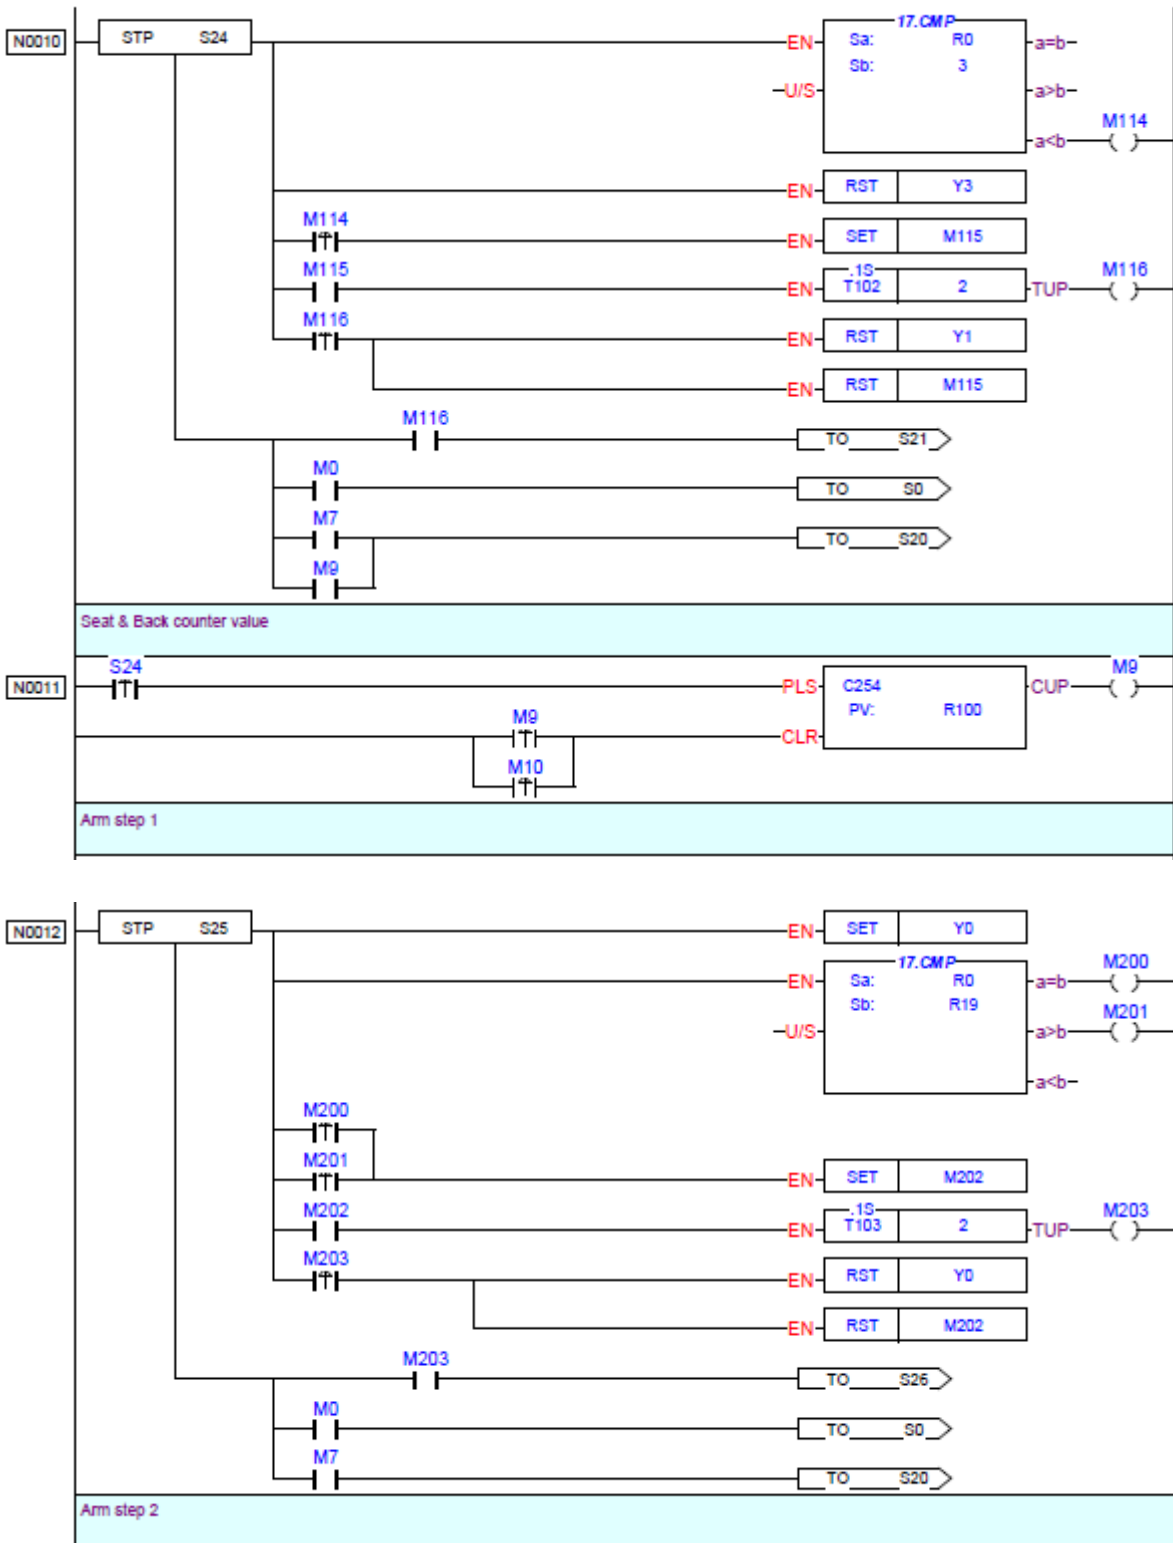 17.CMP
N0010 STP S24 EN Sa: R0 a=b
Sb: 3
U/S a>b
M114
a<b
EN RST Y3
M114
EN SET M115
M115 .1S M116
EN T102 2 TUP
M116
EN RST Y1
EN RST M115
M116
TO S21
M0
TO S0
M7
TO S20
M9
Seat & Back counter value
S24 M9
N0011 PLS C254 CUP
PV: R100
M9
CLR
M10
Arm step 1
N0012 STP S25 EN SET Y0
17.CMP M200
EN Sa: R0 a=b
Sb: R19 M201
U/S a>b
a<b
M200
M201
EN SET M202
M202 .1S M203
EN T103 2 TUP
M203
EN RST Y0
EN RST M202
M203
TO S26
M0
TO S0
M7
TO S20
Arm step 2